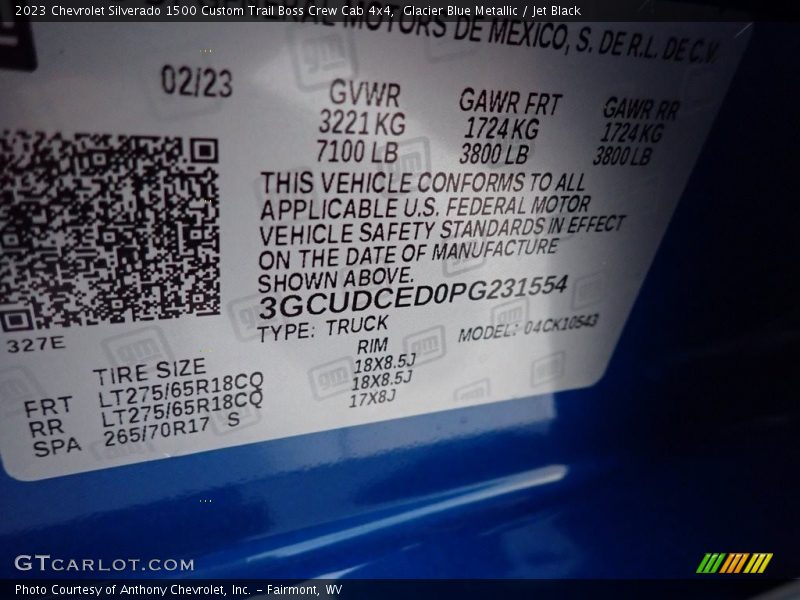 2023 Chevrolet Silverado 1500 Custom Trail Boss Crew Cab 4x4, Glacier Blue Metallic / Jet Black
GENERAL MOTORS DE MEXICO, S. DE R.L. DE C.V.
02/23
GVWR
3221 KG
7100 LB
GAWR FRT
1724 KG
3800 LB
GAWR RR
1724 KG
3800 LB
THIS VEHICLE CONFORMS TO ALL
APPLICABLE U.S. FEDERAL MOTOR
VEHICLE SAFETY STANDARDS IN EFFECT
ON THE DATE OF MANUFACTURE
SHOWN ABOVE.
3GCUDCED0PG231554
TYPE: TRUCK
MODEL: 04CK10543
327E
TIRE SIZE RIM
FRT LT275/65R18CQ 18X8.5J
RR LT275/65R18CQ 18X8.5J
SPA 265/70R17 S 17X8J
GTCARLOT.COM
Photo Courtesy of Anthony Chevrolet, Inc. – Fairmont, WV